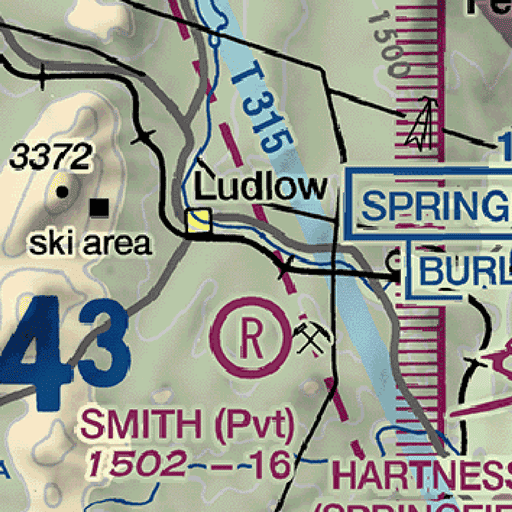 1500
T 315
3372
Ludlow
SPRING
ski area
BURL
43
R
SMITH (Pvt)
1502 - 16
HARTNESS